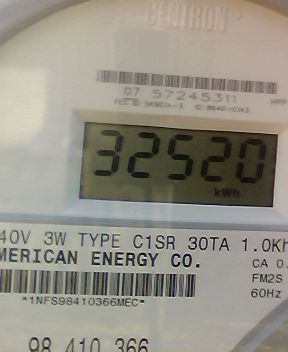 CENTRON®
07 57245311
32520
kWh
40V 3W TYPE C1SR 30TA 1.0Kh
MERICAN ENERGY CO.
CA 0.
FM2S
60Hz
*1NFS98410366MEC*
98 410 366